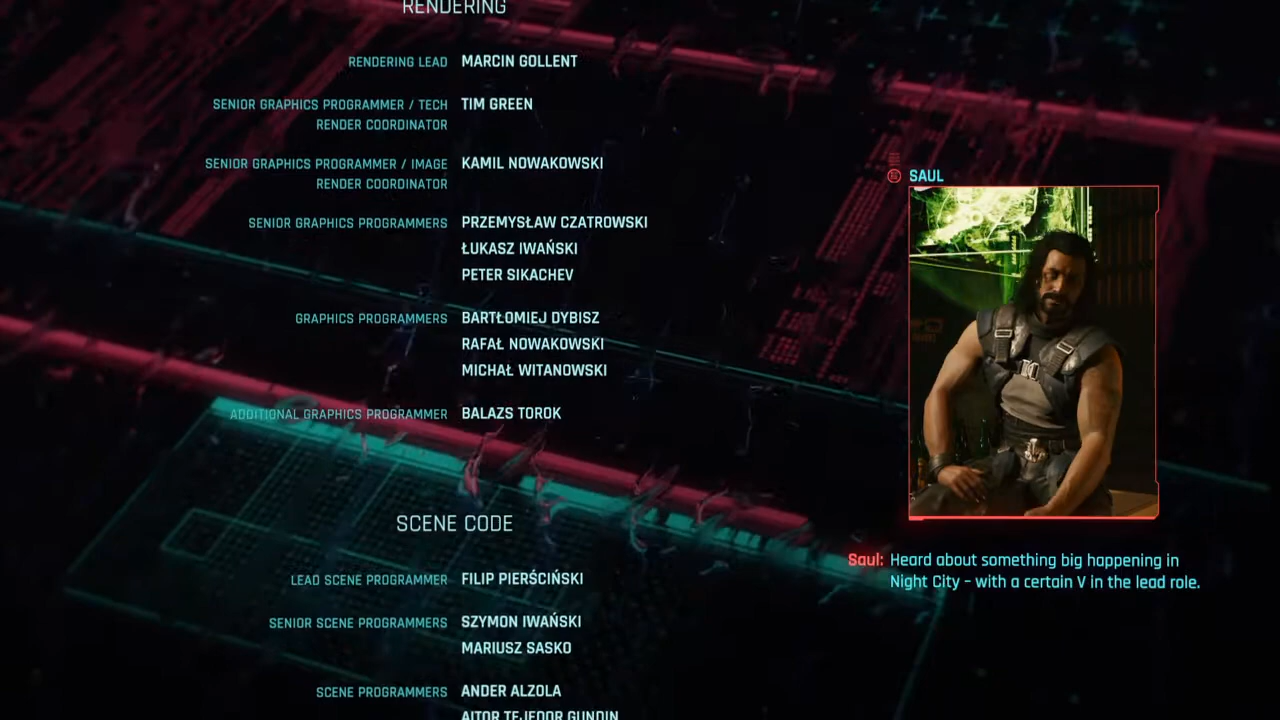 RENDERING
RENDERING LEAD MARCIN GOLLENT
SENIOR GRAPHICS PROGRAMMER / TECH TIM GREEN
RENDER COORDINATOR
SENIOR GRAPHICS PROGRAMMER / IMAGE KAMIL NOWAKOWSKI
RENDER COORDINATOR
SENIOR GRAPHICS PROGRAMMERS PRZEMYSŁAW CZATROWSKI
ŁUKASZ IWAŃSKI
PETER SIKACHEV
GRAPHICS PROGRAMMERS BARTŁOMIEJ DYBISZ
RAFAŁ NOWAKOWSKI
MICHAŁ WITANOWSKI
ADDITIONAL GRAPHICS PROGRAMMER BALAZS TOROK
SCENE CODE
LEAD SCENE PROGRAMMER FILIP PIERŚCIŃSKI
SENIOR SCENE PROGRAMMERS SZYMON IWAŃSKI
MARIUSZ SASKO
SCENE PROGRAMMERS ANDER ALZOLA
AITOR TEJEDOR GUNDIN
SAUL
Saul: Heard about something big happening in
Night City – with a certain V in the lead role.